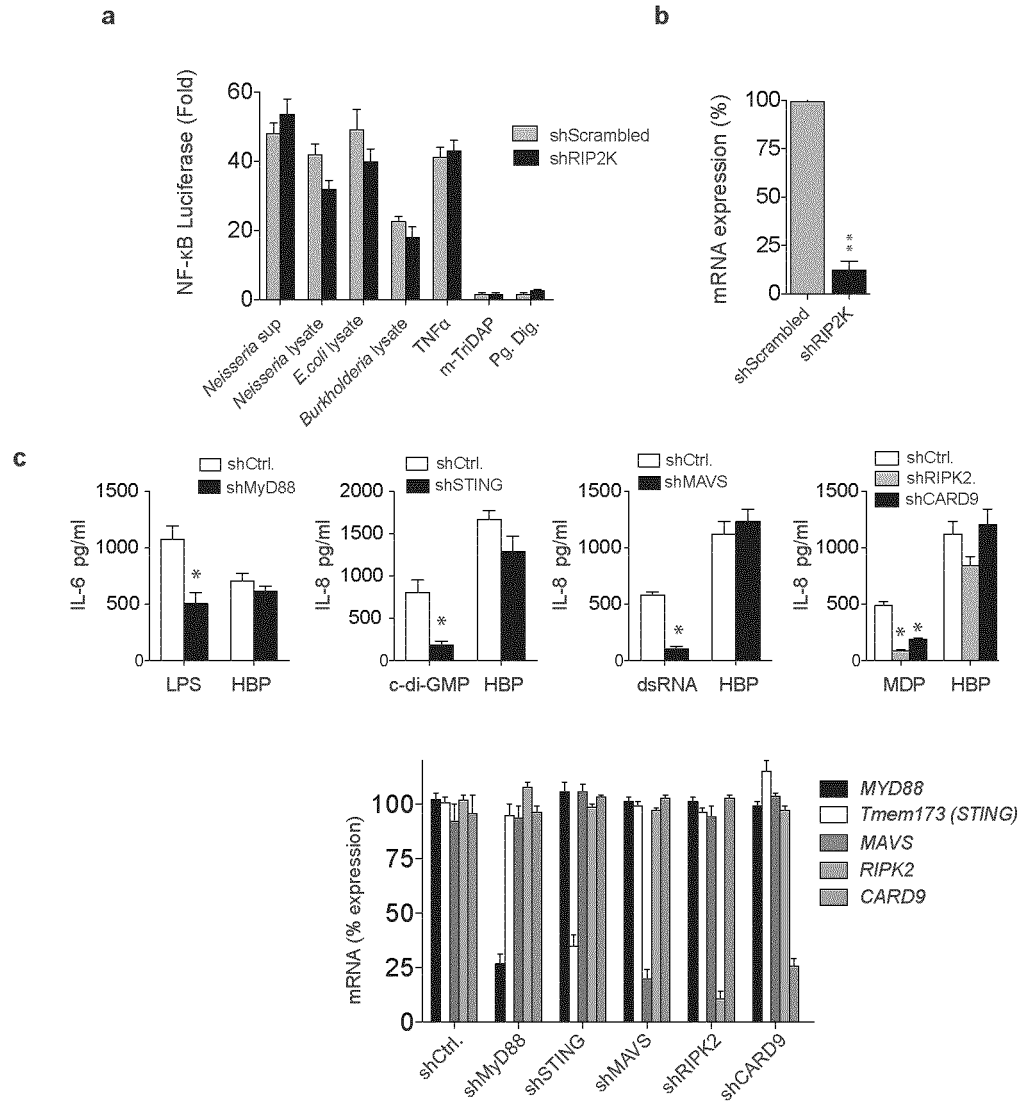 a
NF-κB Luciferase (Fold)
60
40
20
0
shScrambled
shRIP2K
Neisseria sup
Neisseria lysate
E.coli lysate
Burkholderia lysate
TNFα
m-TriDAP
Pg. Dig.
b
mRNA expression (%)
100
75
50
25
0
**
shScrambled
shRIP2K
c
shCtrl.
shMyD88
IL-6 pg/ml
1500
1000
500
0
*
LPS
HBP
shCtrl.
shSTING
IL-8 pg/ml
2000
1500
1000
500
0
*
c-di-GMP
HBP
shCtrl.
shMAVS
IL-8 pg/ml
1500
1000
500
0
*
dsRNA
HBP
shCtrl.
shRIPK2.
shCARD9
IL-8 pg/ml
1500
1000
500
0
* *
MDP
HBP
mRNA (% expression)
100
75
50
25
0
shCtrl.
shMyD88
shSTING
shMAVS
shRIPK2
shCARD9
MYD88
Tmem173 (STING)
MAVS
RIPK2
CARD9